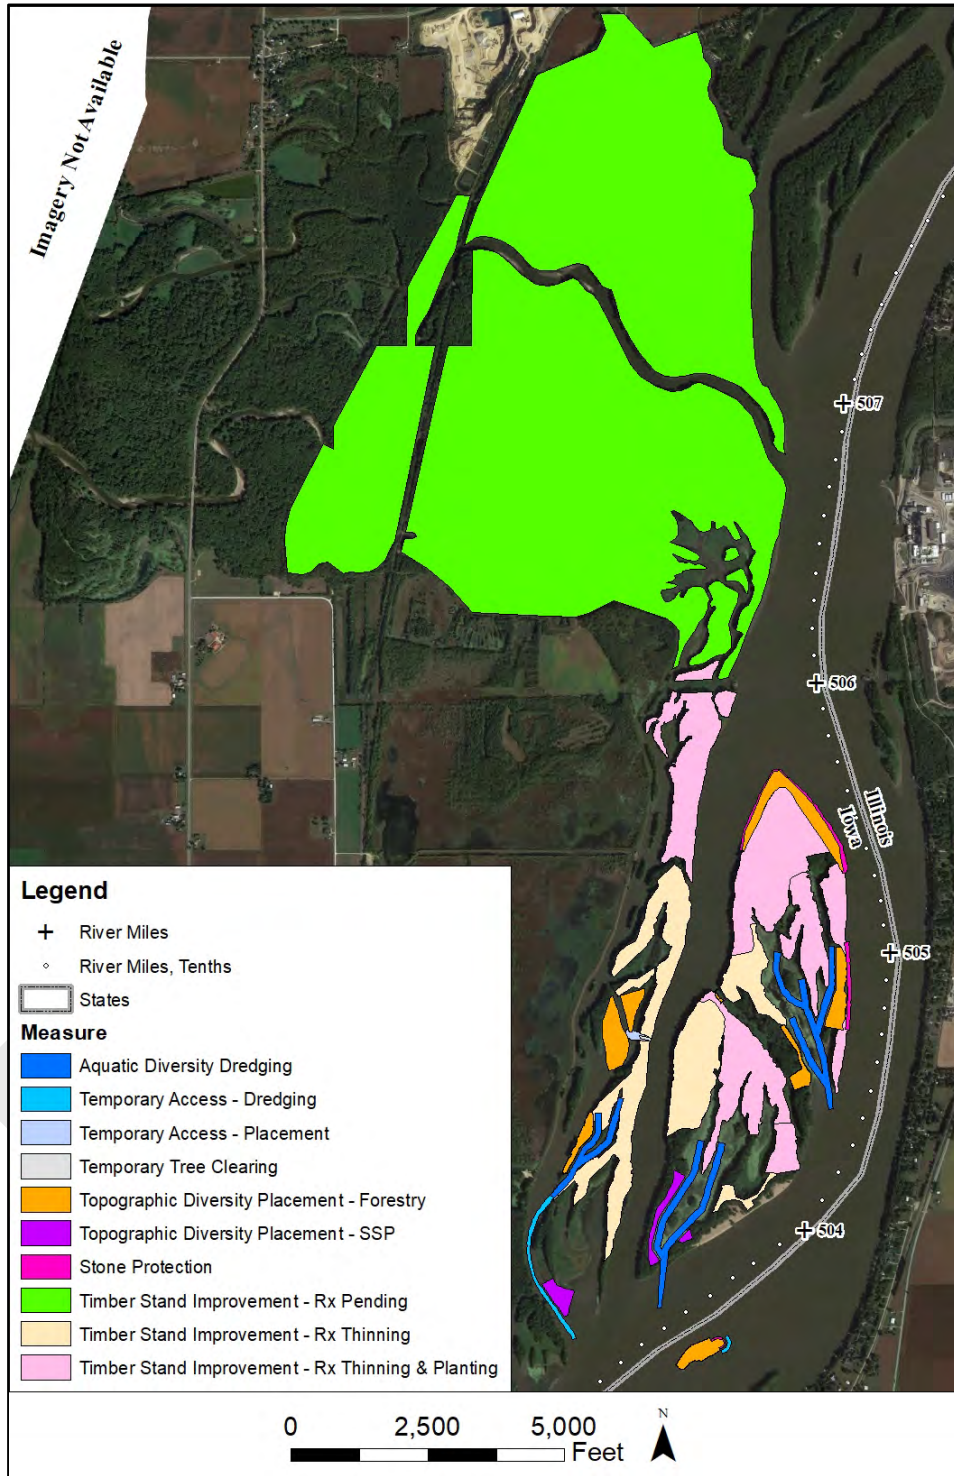 Imagery Not Available
507
506
Illinois
Iowa
505
504
Legend
River Miles
River Miles, Tenths
States
Measure
Aquatic Diversity Dredging
Temporary Access - Dredging
Temporary Access - Placement
Temporary Tree Clearing
Topographic Diversity Placement - Forestry
Topographic Diversity Placement - SSP
Stone Protection
Timber Stand Improvement - Rx Pending
Timber Stand Improvement - Rx Thinning
Timber Stand Improvement - Rx Thinning & Planting
0 2,500 5,000
Feet
N